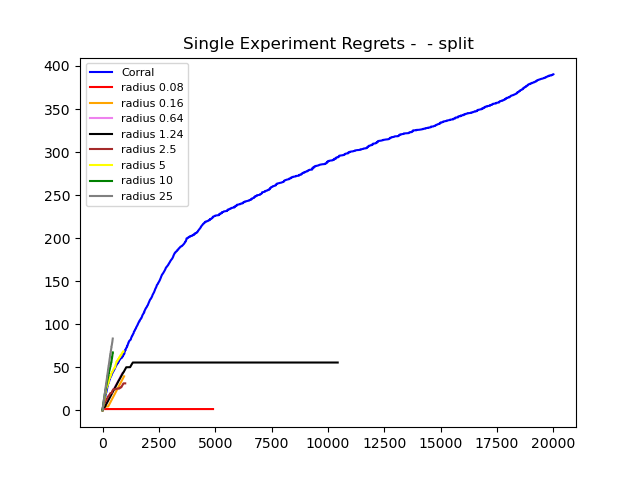 Single Experiment Regrets -  - split
400
350
300
250
200
150
100
50
0
Corral
radius 0.08
radius 0.16
radius 0.64
radius 1.24
radius 2.5
radius 5
radius 10
radius 25
0 2500 5000 7500 10000 12500 15000 17500 20000